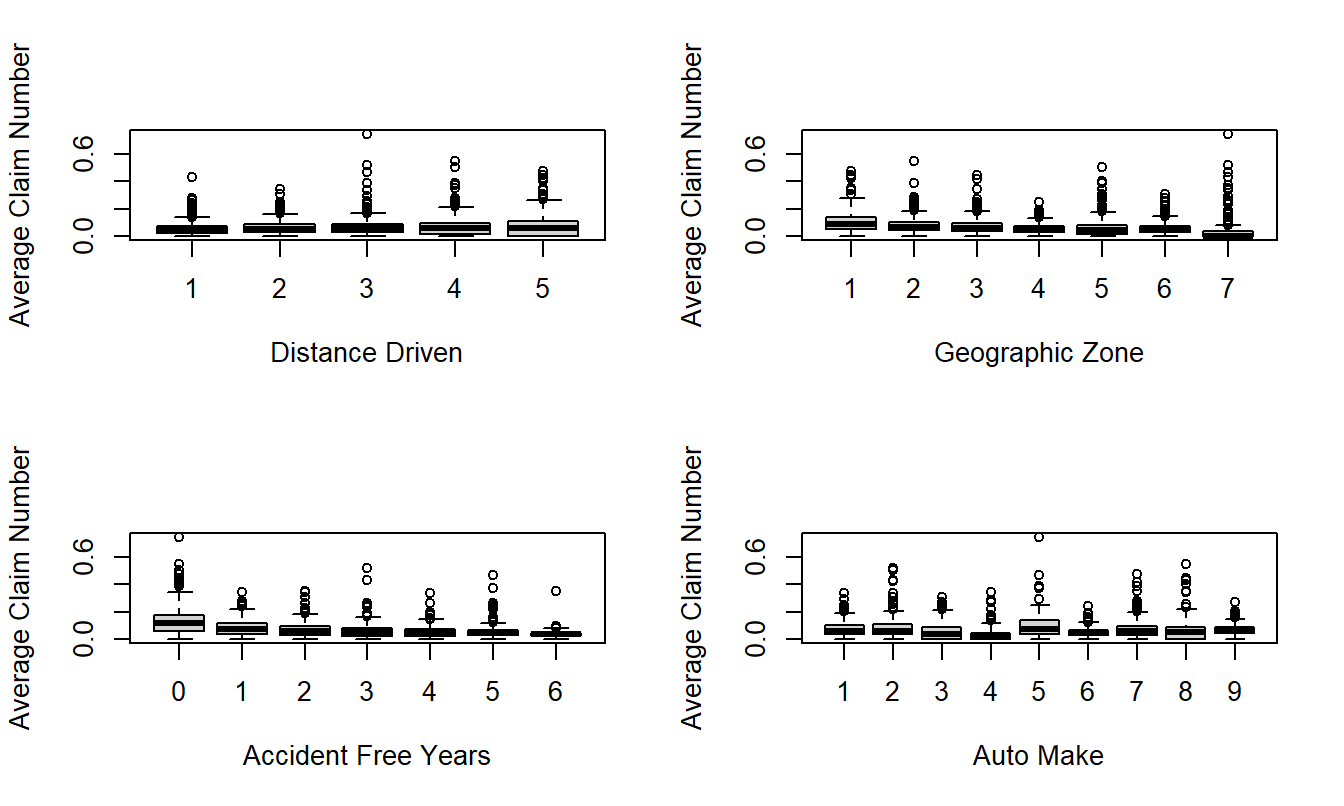 Average Claim Number
0.0 0.6
1 2 3 4 5
Distance Driven
Average Claim Number
0.0 0.6
1 2 3 4 5 6 7
Geographic Zone
Average Claim Number
0.0 0.6
0 1 2 3 4 5 6
Accident Free Years
Average Claim Number
0.0 0.6
1 2 3 4 5 6 7 8 9
Auto Make